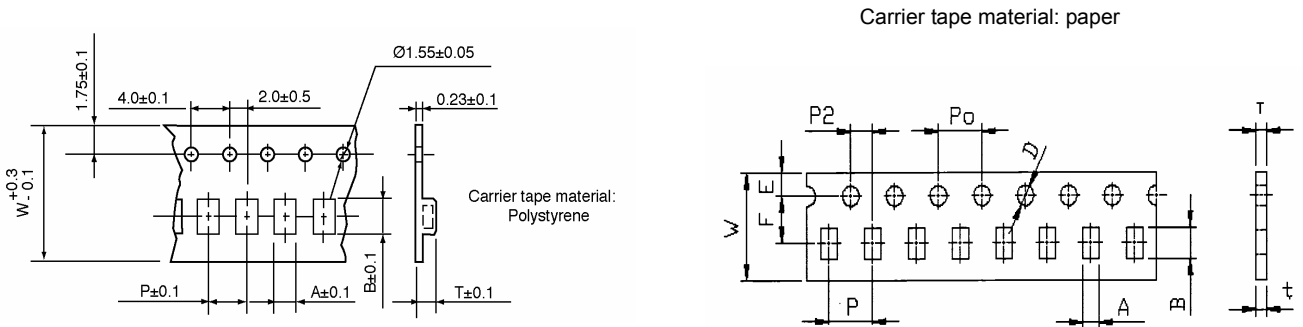 Carrier tape material: paper
Ø1.55±0.05
1.75±0.1
4.0±0.1
2.0±0.5
0.23±0.1
W+0.3
-0.1
Carrier tape material:
Polystyrene
B±0.1
P±0.1
A±0.1
T±0.1
P2
Po
D
T
E
F
W
P
A
B
t